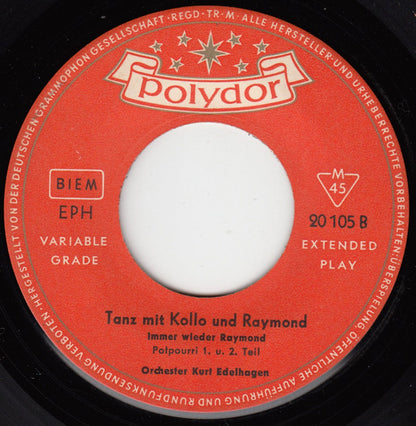 HERGESTELLT VON DER DEUTSCHEN GRAMMOPHON GESELLSCHAFT · REGD · TR · M · ALLE HERSTELLER- UND URHEBERRECHTE VORBEHALTEN · ÜBERSPIELUNG, ÖFFENTLICHE AUFFÜHRUNG UND RUNDFUNKSENDUNG VERBOTEN ·
Polydor
BIEM
EPH
VARIABLE
GRADE
M
45
20 105 B
EXTENDED
PLAY
Tanz mit Kollo und Raymond
Immer wieder Raymond
Potpourri 1. u. 2. Teil
Orchester Kurt Edelhagen